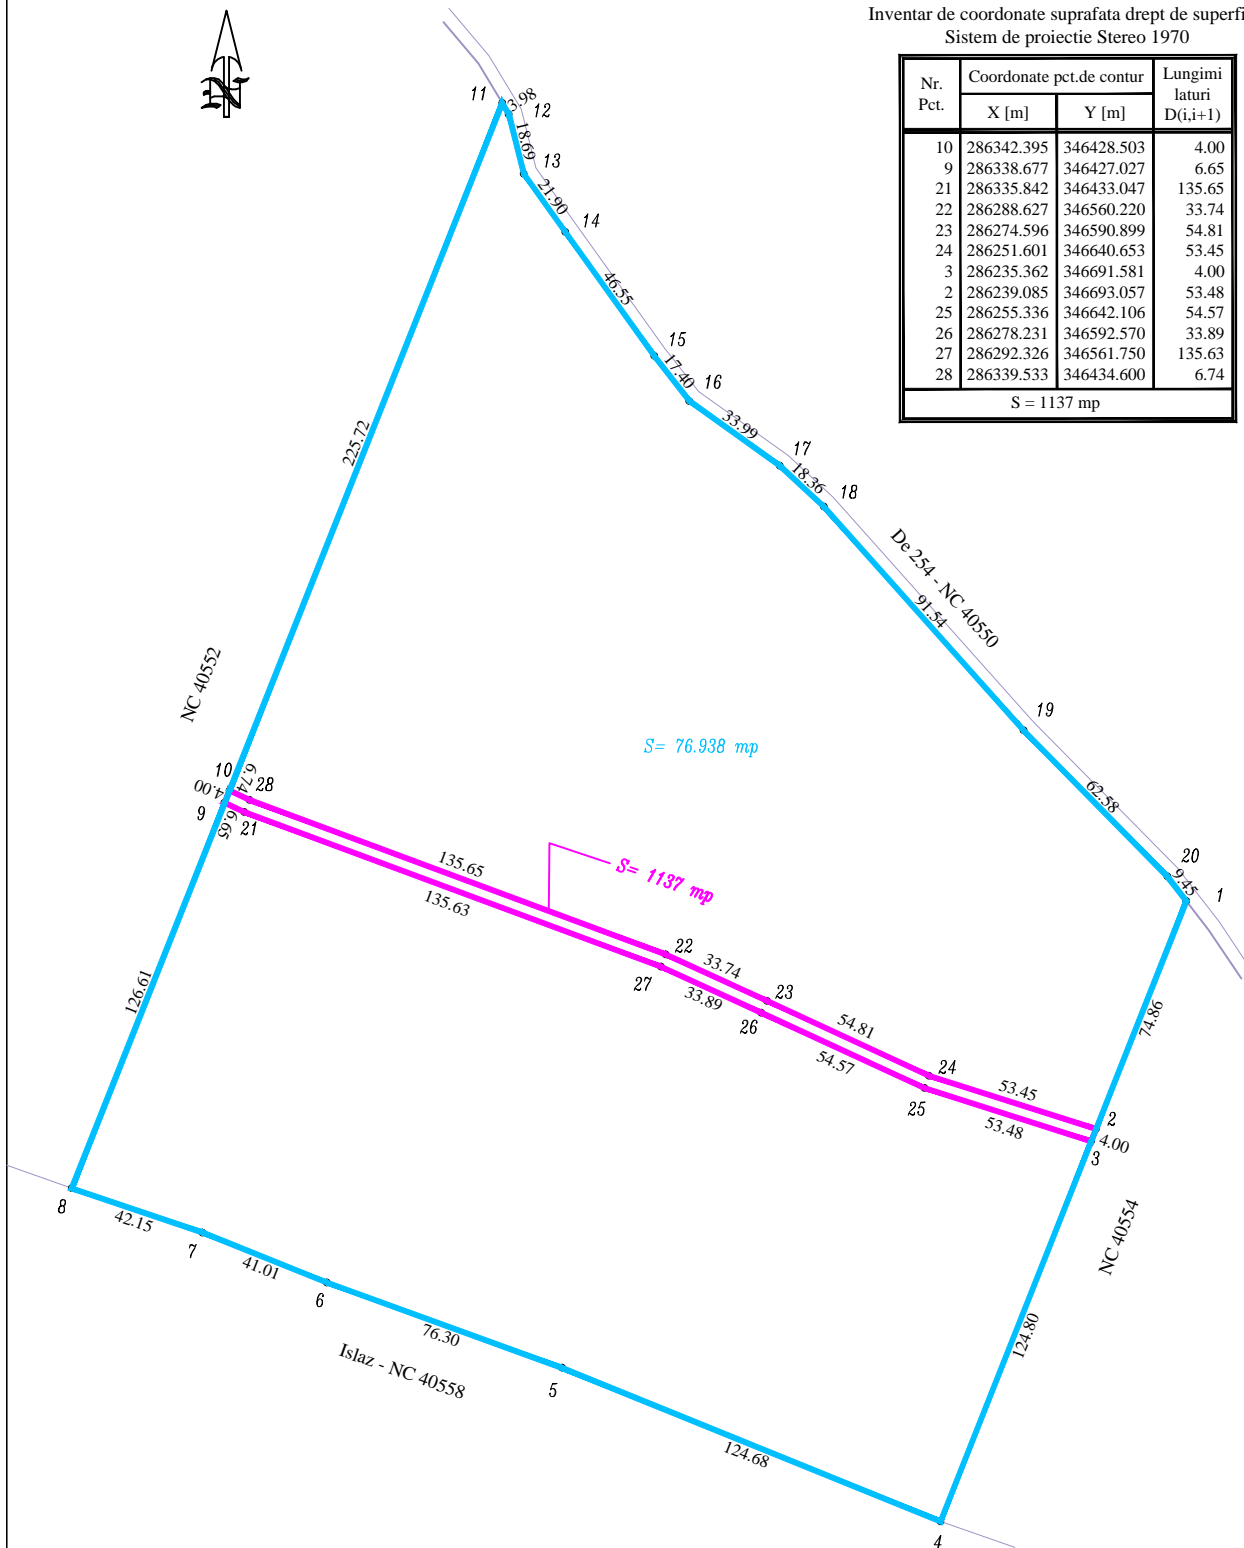 Inventar de coordonate suprafata drept de superfi
Sistem de proiectie Stereo 1970
Nr. Pct. Coordonate pct.de contur Lungimi laturi D(i,i+1)
X [m] Y [m]
10 286342.395 346428.503 4.00
9 286338.677 346427.027 6.65
21 286335.842 346433.047 135.65
22 286288.627 346560.220 33.74
23 286274.596 346590.899 54.81
24 286251.601 346640.653 53.45
3 286235.362 346691.581 4.00
2 286239.085 346693.057 53.48
25 286255.336 346642.106 54.57
26 286278.231 346592.570 33.89
27 286292.326 346561.750 135.63
28 286339.533 346434.600 6.74
S = 1137 mp
N
11
3.98
12
18.69
13
21.90
14
46.55
15
17.40
16
33.99
17
18.36
18
De 254 - NC 40550
91.54
19
62.58
20
9.45
1
225.72
NC 40552
S= 76.938 mp
10
6.74
28
4.00
9
6.65
21
135.65
135.63
S= 1137 mp
22
33.74
27
33.89
23
26
54.81
54.57
24
25
53.45
53.48
74.86
2
4.00
3
126.61
NC 40554
8
42.15
7
41.01
6
76.30
Islaz - NC 40558
5
124.68
124.80
4